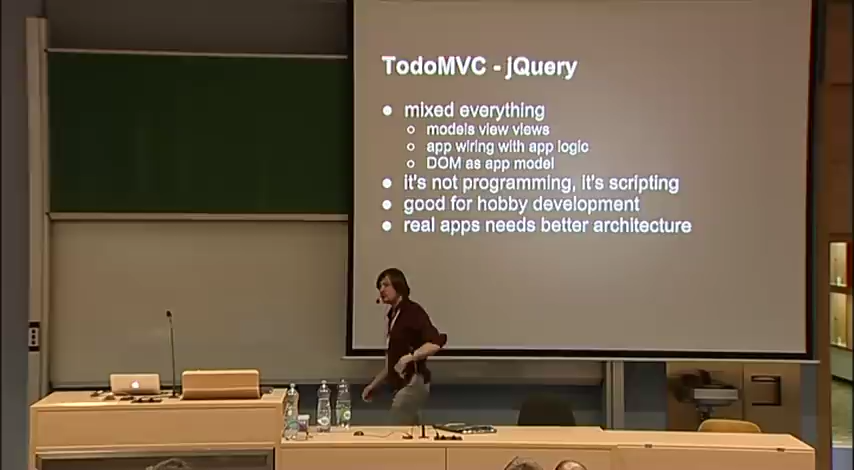 TodoMVC - jQuery
● mixed everything
○ models view views
○ app wiring with app logic
○ DOM as app model
● it's not programming, it's scripting
● good for hobby development
● real apps needs better architecture